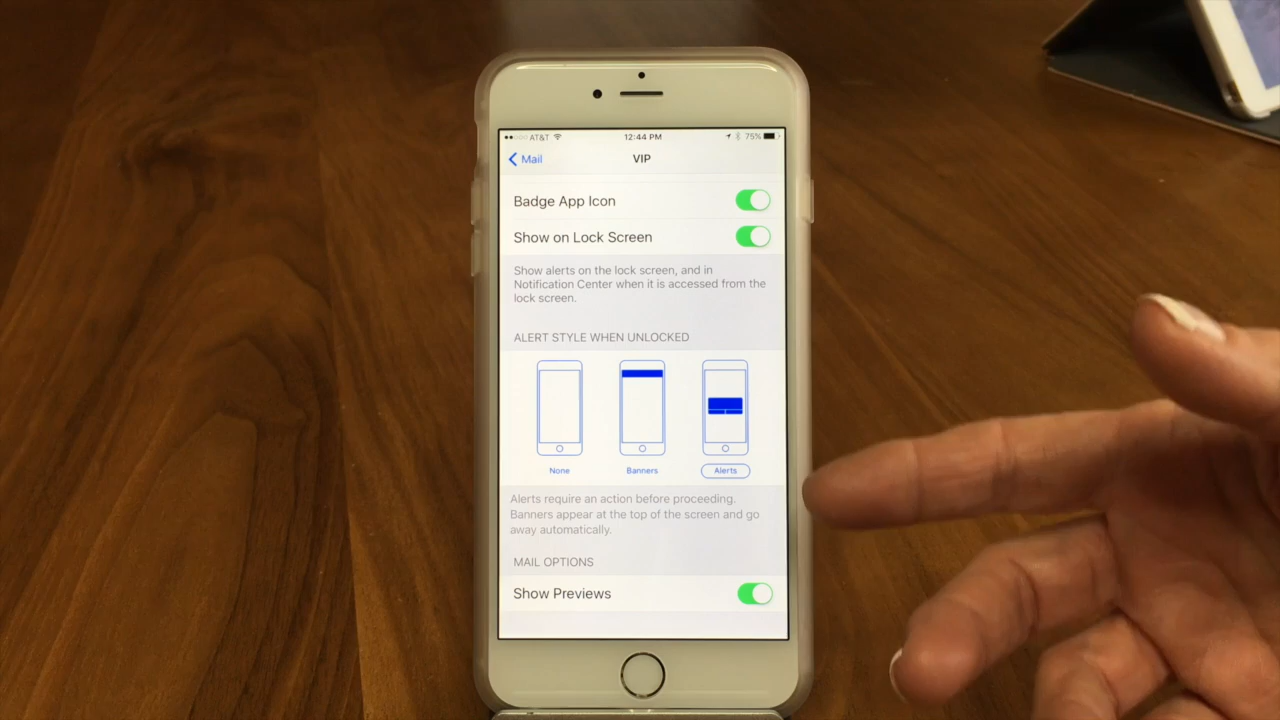 AT&T 12:44 PM 75%
Mail VIP
Badge App Icon
Show on Lock Screen
Show alerts on the lock screen, and in
Notification Center when it is accessed from the
lock screen.
ALERT STYLE WHEN UNLOCKED
None Banners Alerts
Alerts require an action before proceeding.
Banners appear at the top of the screen and go
away automatically.
MAIL OPTIONS
Show Previews